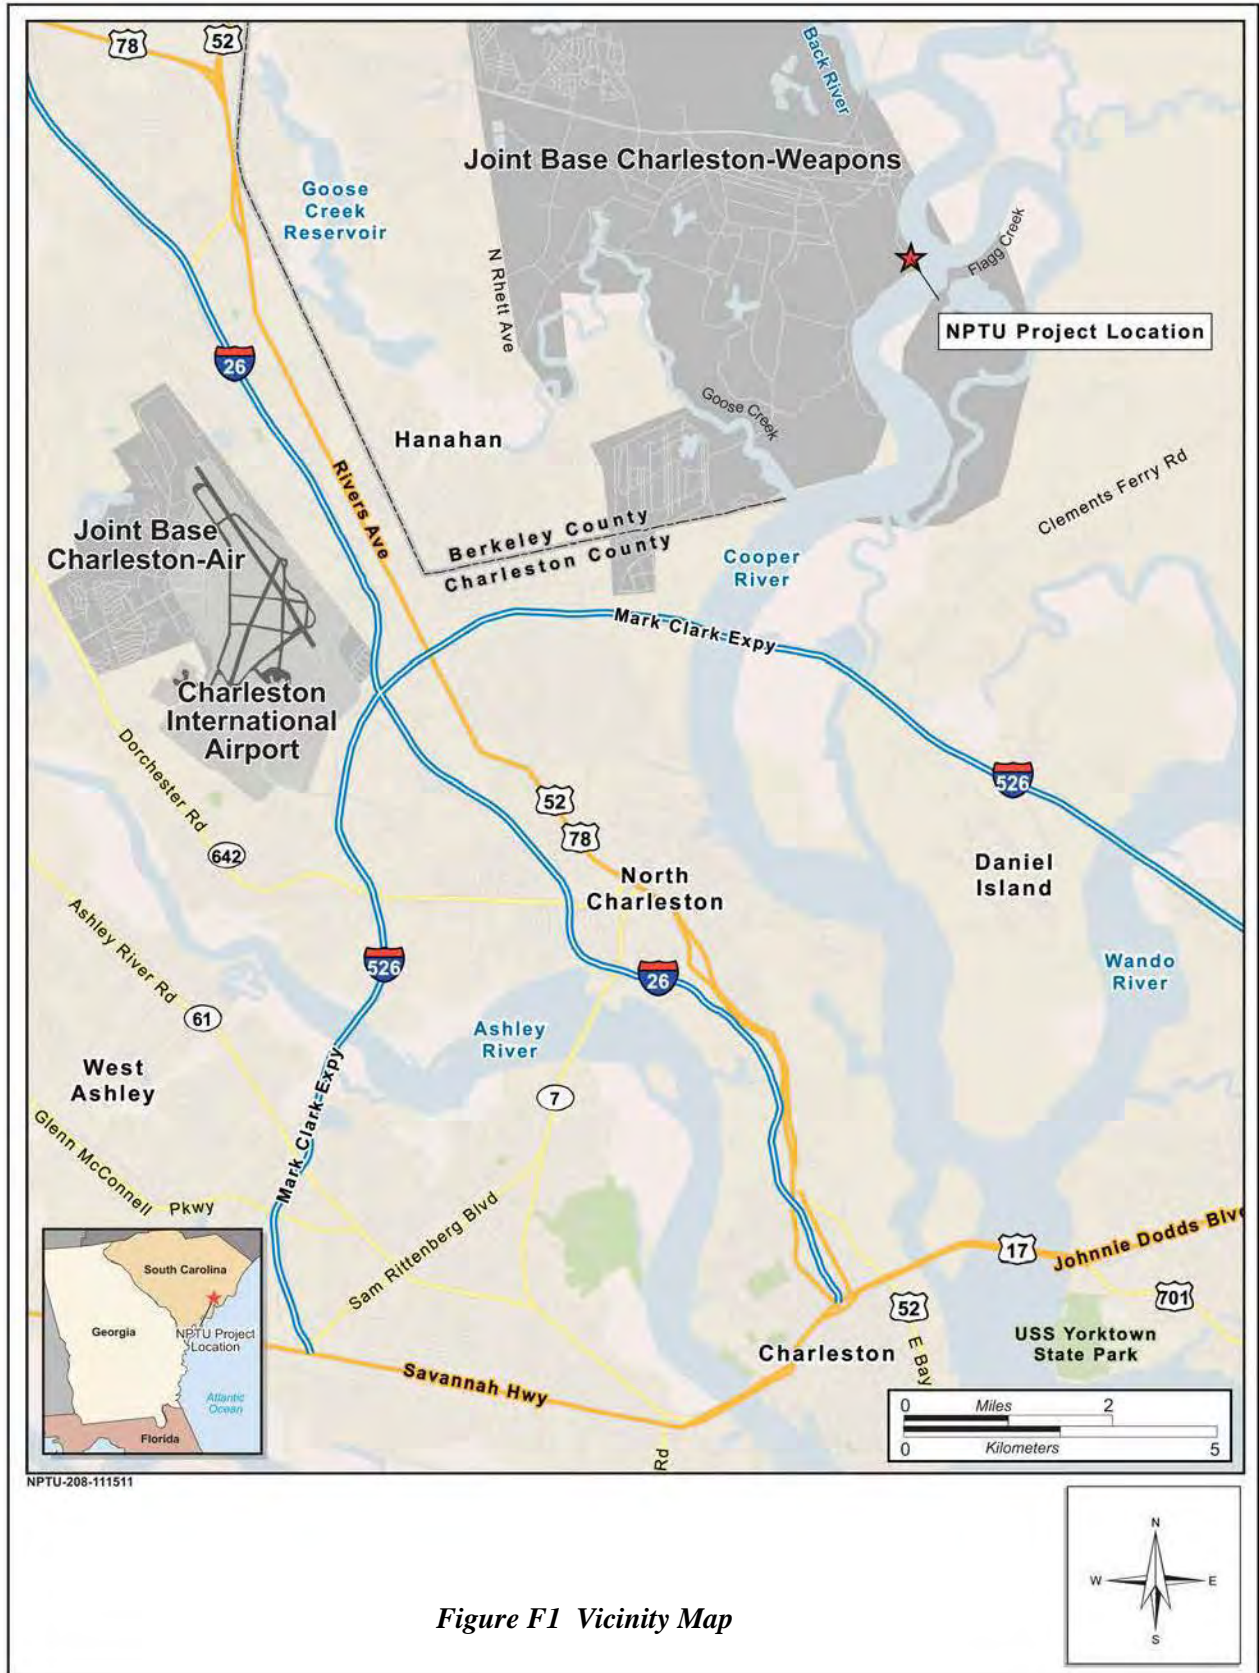 78
52
Back River
Joint Base Charleston-Weapons
Goose
Creek
Reservoir
N Rhett Ave
Flagg Creek
NPTU Project Location
26
Goose Creek
Hanahan
Rivers Ave
Clements Ferry Rd
Joint Base
Charleston-Air
Berkeley County
Charleston County
Cooper
River
Mark Clark Expy
Charleston
International
Airport
Dorchester Rd
526
52
78
642
North
Charleston
Daniel
Island
Ashley River Rd
526
26
Wando
River
61
Ashley
River
West
Ashley
7
Mark Clark Expy
Glenn McConnell
Pkwy
Sam Rittenberg Blvd
17
Johnnie Dodds Blv
701
52
E Bay
USS Yorktown
State Park
Charleston
Savannah Hwy
Rd
South Carolina
Georgia
NPTU Project
Location
Atlantic
Ocean
Florida
0 Miles 2
0 Kilometers 5
NPTU-208-111511
N
W E
S
Figure F1 Vicinity Map